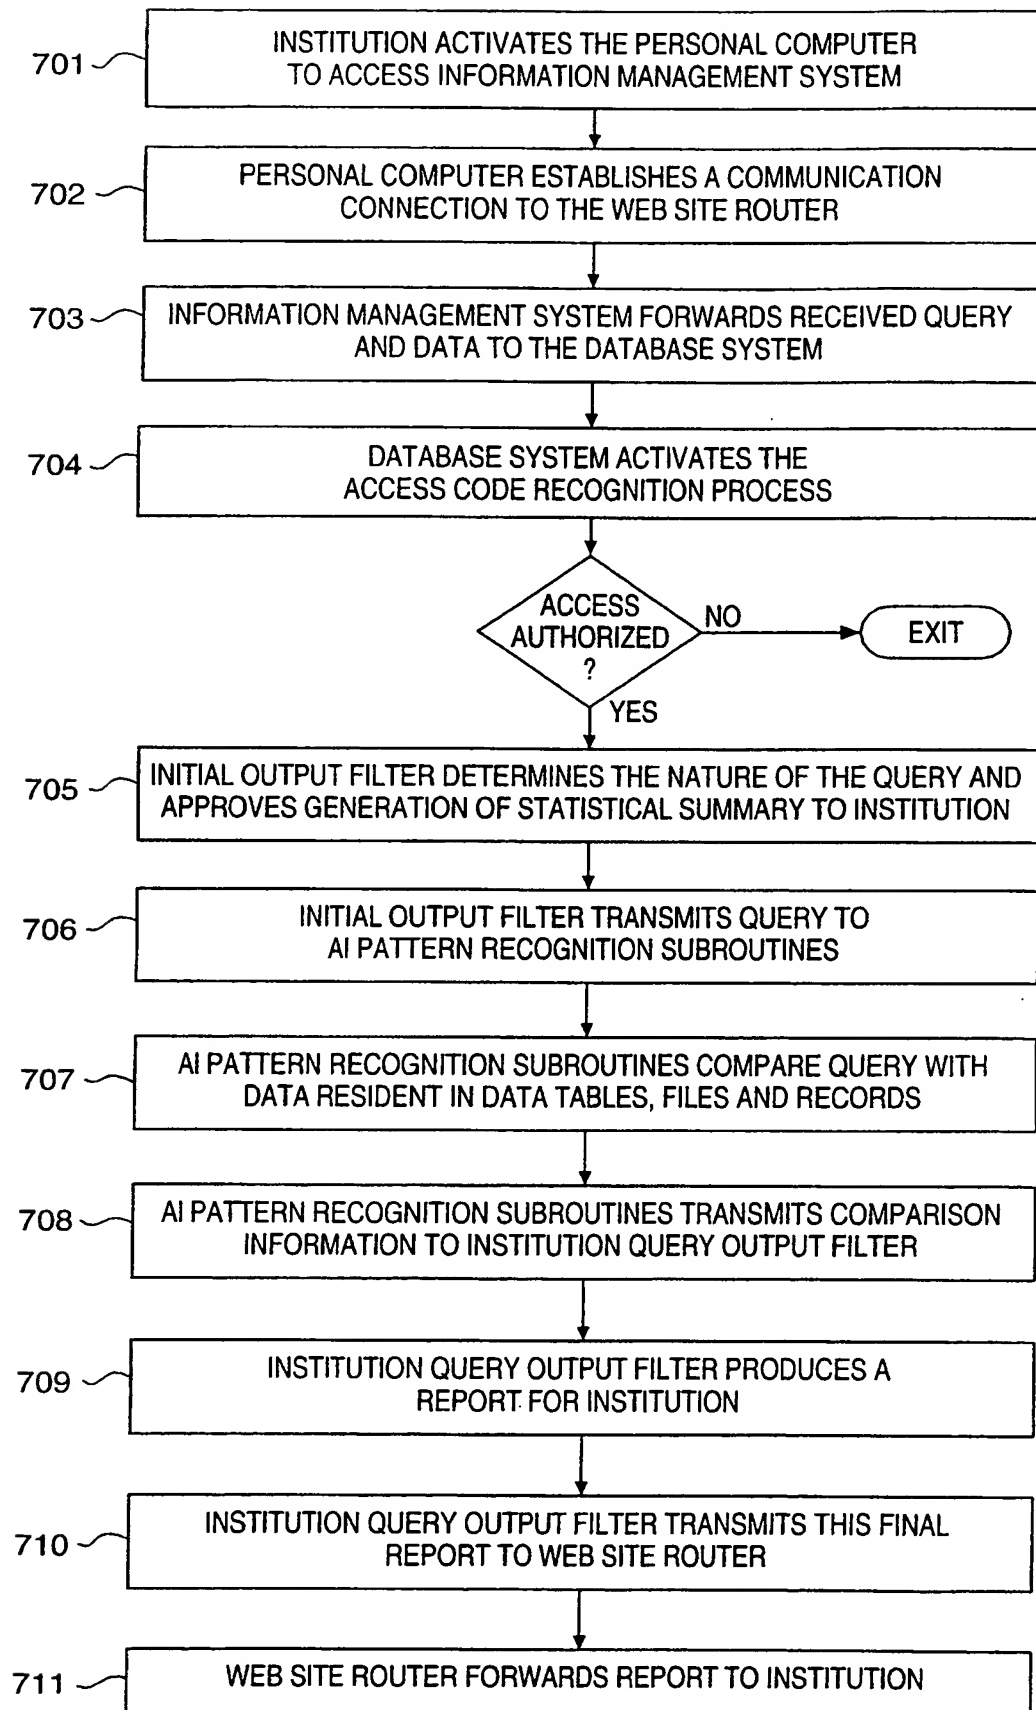 701
INSTITUTION ACTIVATES THE PERSONAL COMPUTER
TO ACCESS INFORMATION MANAGEMENT SYSTEM
702
PERSONAL COMPUTER ESTABLISHES A COMMUNICATION
CONNECTION TO THE WEB SITE ROUTER
703
INFORMATION MANAGEMENT SYSTEM FORWARDS RECEIVED QUERY
AND DATA TO THE DATABASE SYSTEM
704
DATABASE SYSTEM ACTIVATES THE
ACCESS CODE RECOGNITION PROCESS
ACCESS
AUTHORIZED
?
NO
EXIT
YES
705
INITIAL OUTPUT FILTER DETERMINES THE NATURE OF THE QUERY AND
APPROVES GENERATION OF STATISTICAL SUMMARY TO INSTITUTION
706
INITIAL OUTPUT FILTER TRANSMITS QUERY TO
AI PATTERN RECOGNITION SUBROUTINES
707
AI PATTERN RECOGNITION SUBROUTINES COMPARE QUERY WITH
DATA RESIDENT IN DATA TABLES, FILES AND RECORDS
708
AI PATTERN RECOGNITION SUBROUTINES TRANSMITS COMPARISON
INFORMATION TO INSTITUTION QUERY OUTPUT FILTER
709
INSTITUTION QUERY OUTPUT FILTER PRODUCES A
REPORT FOR INSTITUTION
710
INSTITUTION QUERY OUTPUT FILTER TRANSMITS THIS FINAL
REPORT TO WEB SITE ROUTER
711
WEB SITE ROUTER FORWARDS REPORT TO INSTITUTION